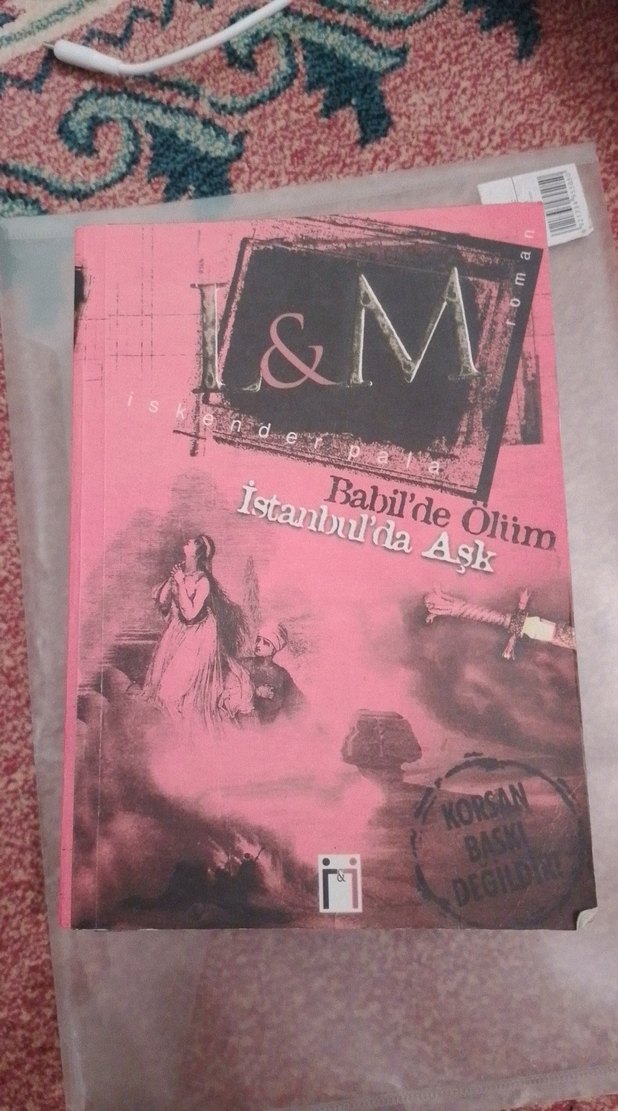 L&M
roman
iskender pala
Babil'de Ölüm
İstanbul'da Aşk
KORSAN
BASKI
DEĞİLDİR!
&